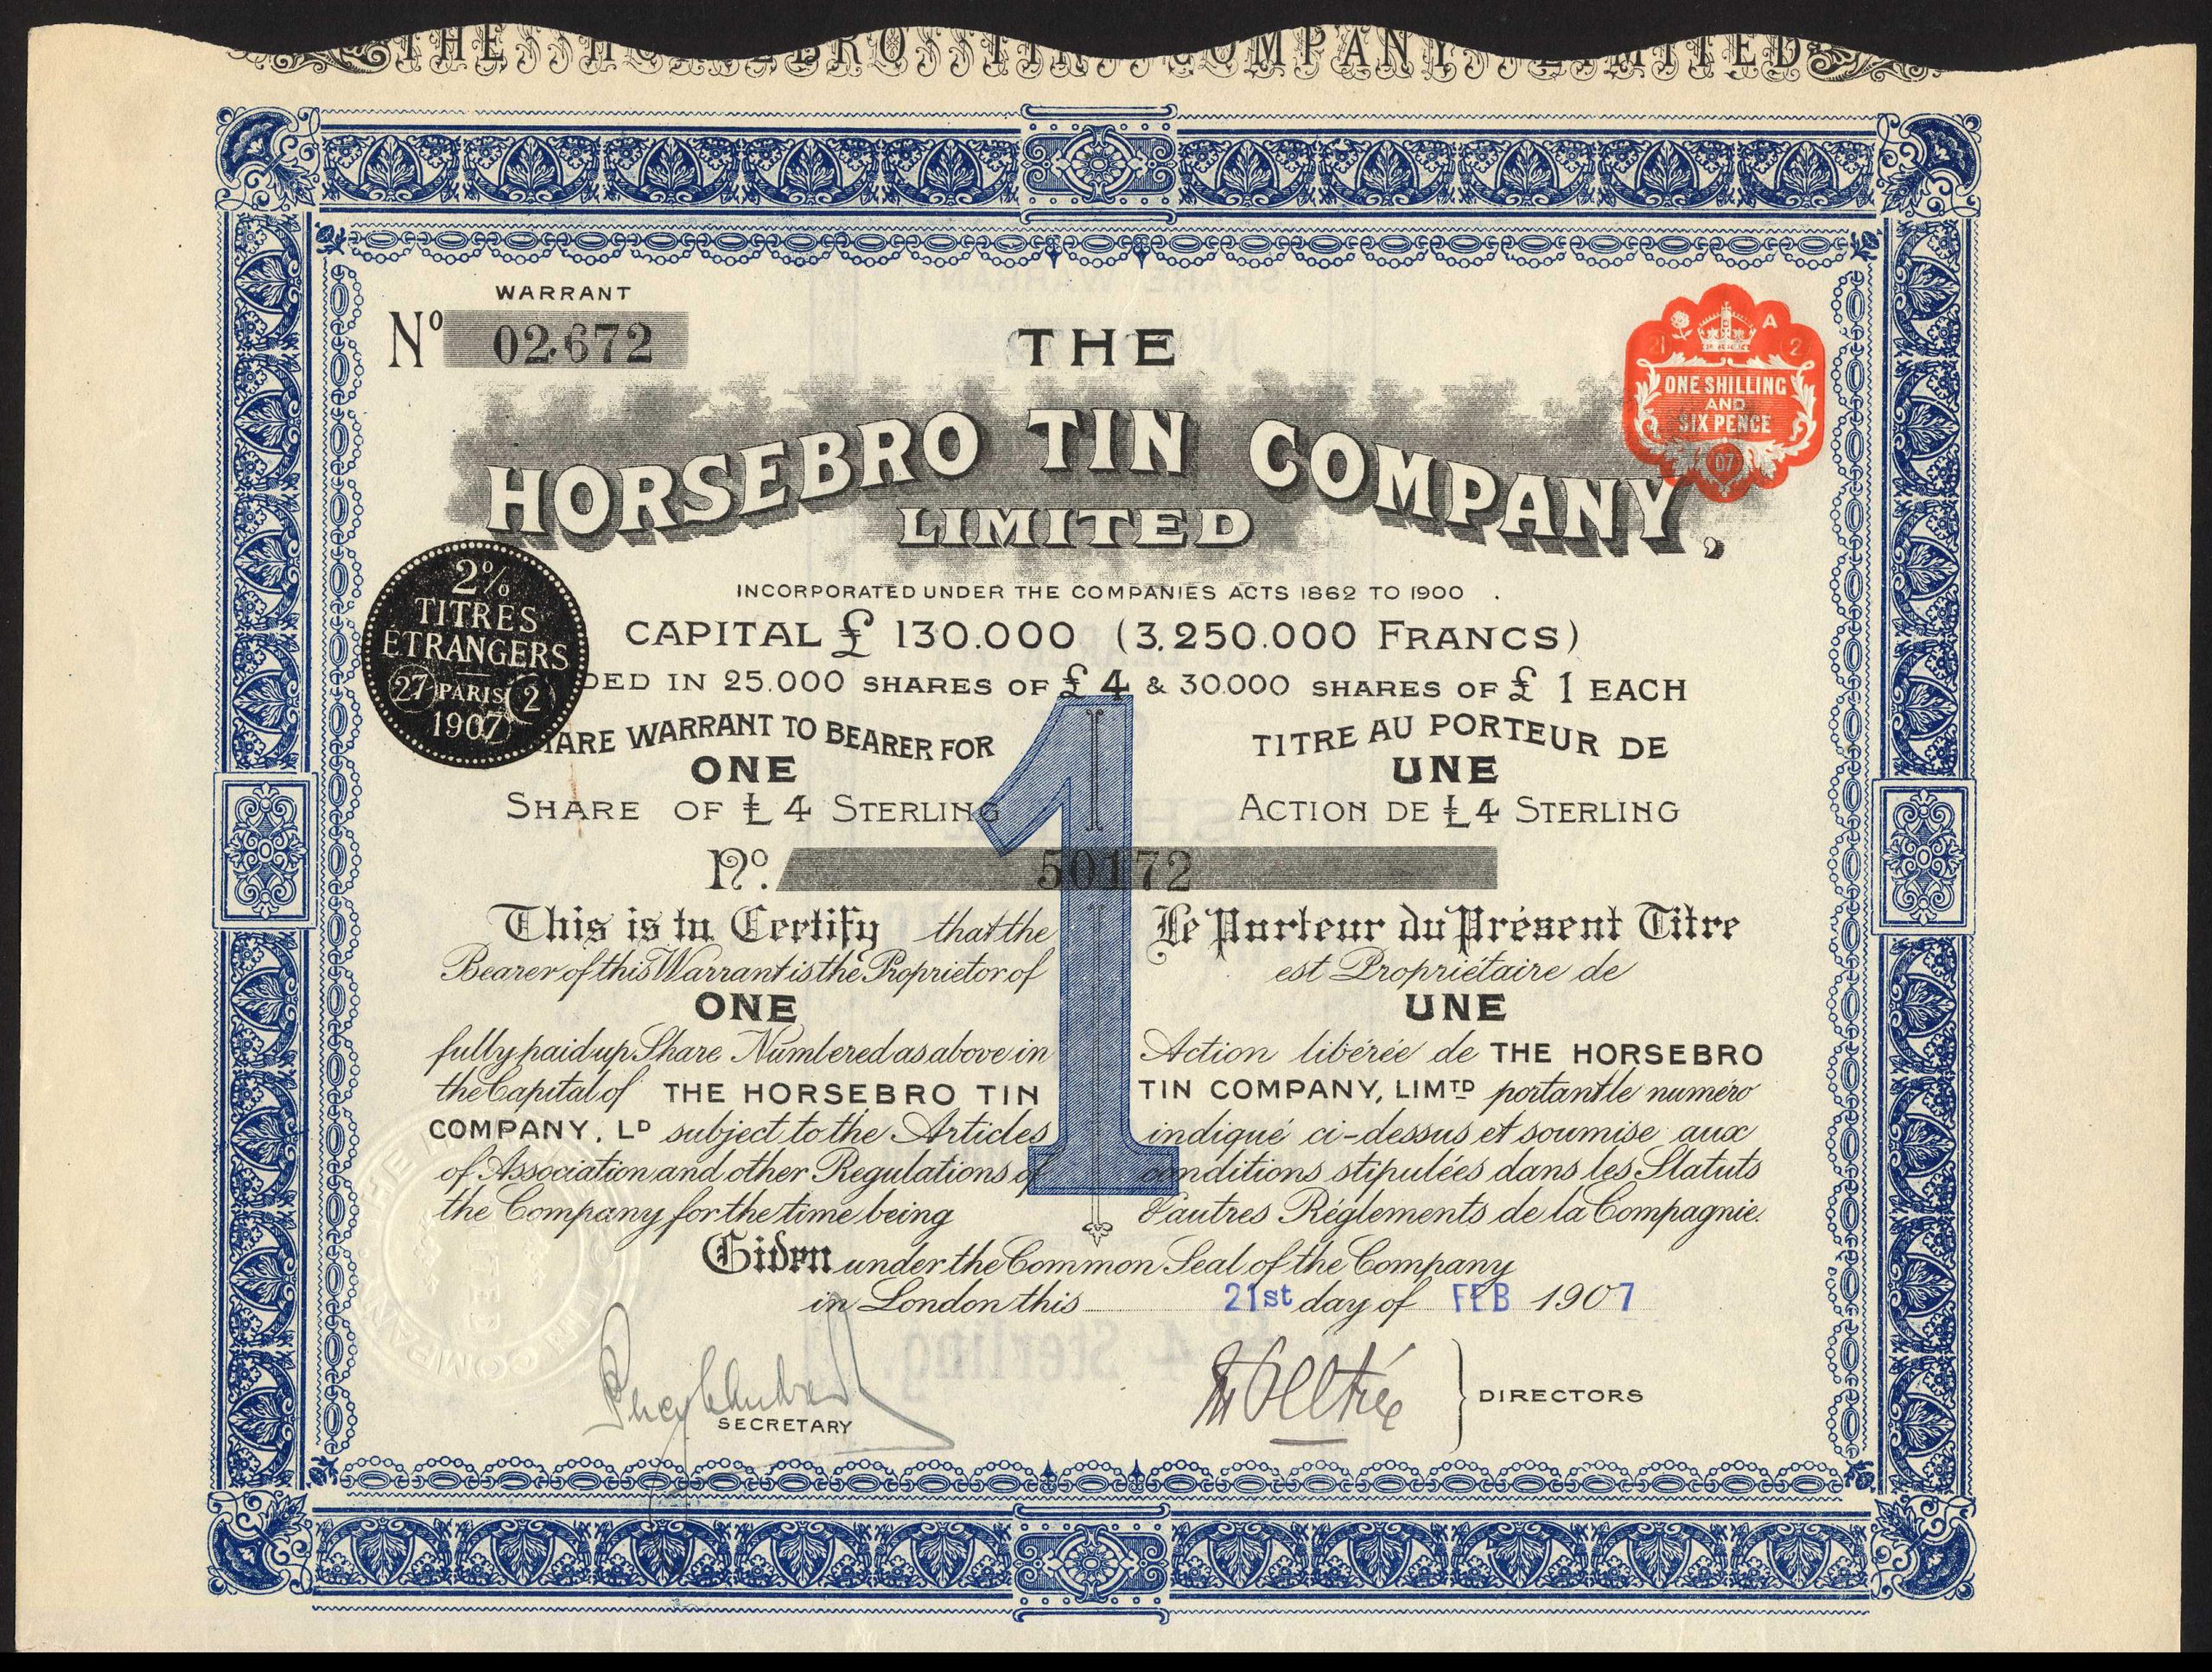 WARRANT
Nº 02.672
THE
HORSEBRO TIN COMPANY,
LIMITED
ONE SHILLING
AND
SIX PENCE
A
21 2
07
INCORPORATED UNDER THE COMPANIES ACTS 1862 TO 1900 .
CAPITAL £ 130.000 (3.250.000 FRANCS)
DED IN 25.000 SHARES OF £ 4 & 30.000 SHARES OF £ 1 EACH
2%
TITRES
ETRANGERS
27 PARIS 2
1907
ARE WARRANT TO BEARER FOR
ONE
SHARE OF £ 4 STERLING
TITRE AU PORTEUR DE
UNE
ACTION DE £ 4 STERLING
1
Nº. 50172
This is to Certify that the
Bearer of this Warrant is the Proprietor of
ONE
fully paid up Share Numbered as above in
the Capital of THE HORSEBRO TIN
COMPANY, LD subject to the Articles
of Association and other Regulations of
the Company for the time being
Le Porteur du Présent Titre
est Propriétaire de
UNE
Action libérée de THE HORSEBRO
TIN COMPANY, LIMTD portant le numéro
indiqué ci-dessus et soumise aux
conditions stipulées dans les Statuts
d'autres Réglements de la Compagnie.
Given under the Common Seal of the Company
in London this 21st day of FEB 1907
SECRETARY
DIRECTORS